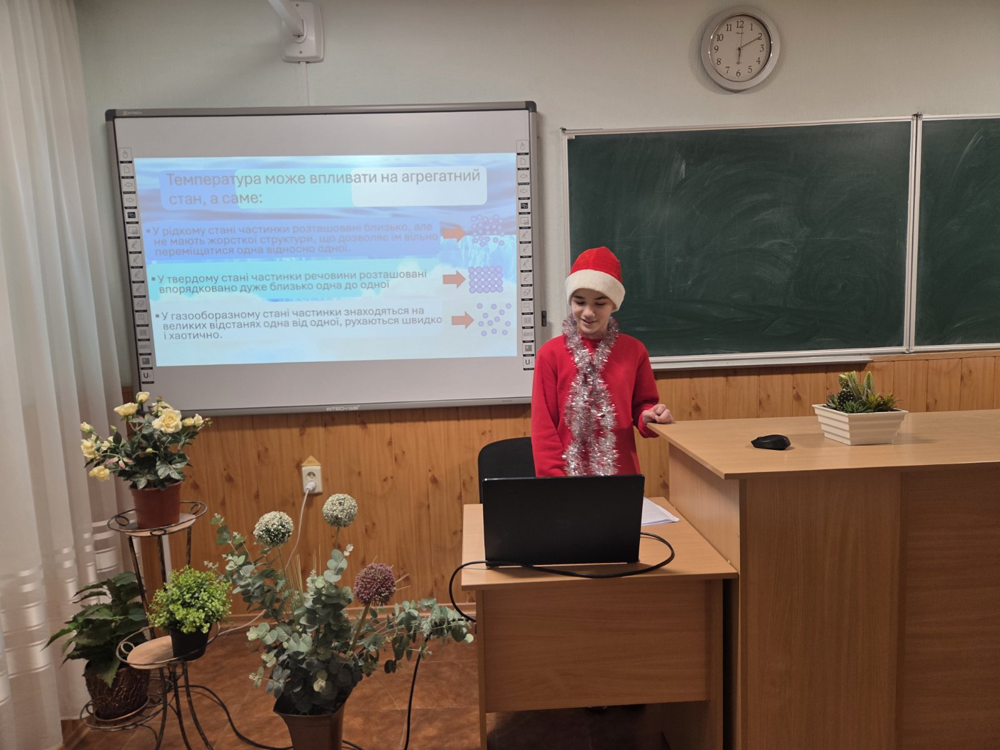 11 12 1
10 2
9 3
8 4
7 6 5
INTECH
Температура може впливати на агрегатний
стан, а саме:
▪ У рідкому стані частинки розташовані близько, але
не мають жорсткої структури, що дозволяє їм вільно
переміщатися одна відносно одної.
▪ У твердому стані частинки речовини розташовані
впорядковано дуже близько одна до одної
▪ У газооборазному стані частинки знаходяться на
великих відстанях одна від одної, рухаються швидко
і хаотично.
U U
INTECH IWB